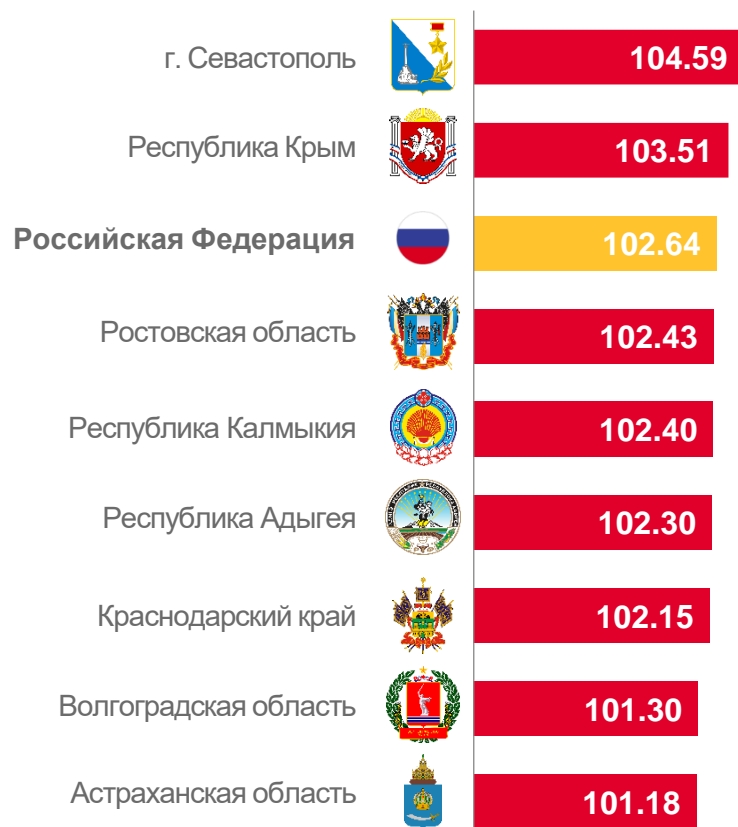 г. Севастополь 104.59
Республика Крым 103.51
Российская Федерация 102.64
Ростовская область 102.43
Республика Калмыкия 102.40
Республика Адыгея 102.30
Краснодарский край 102.15
Волгоградская область 101.30
Астраханская область 101.18